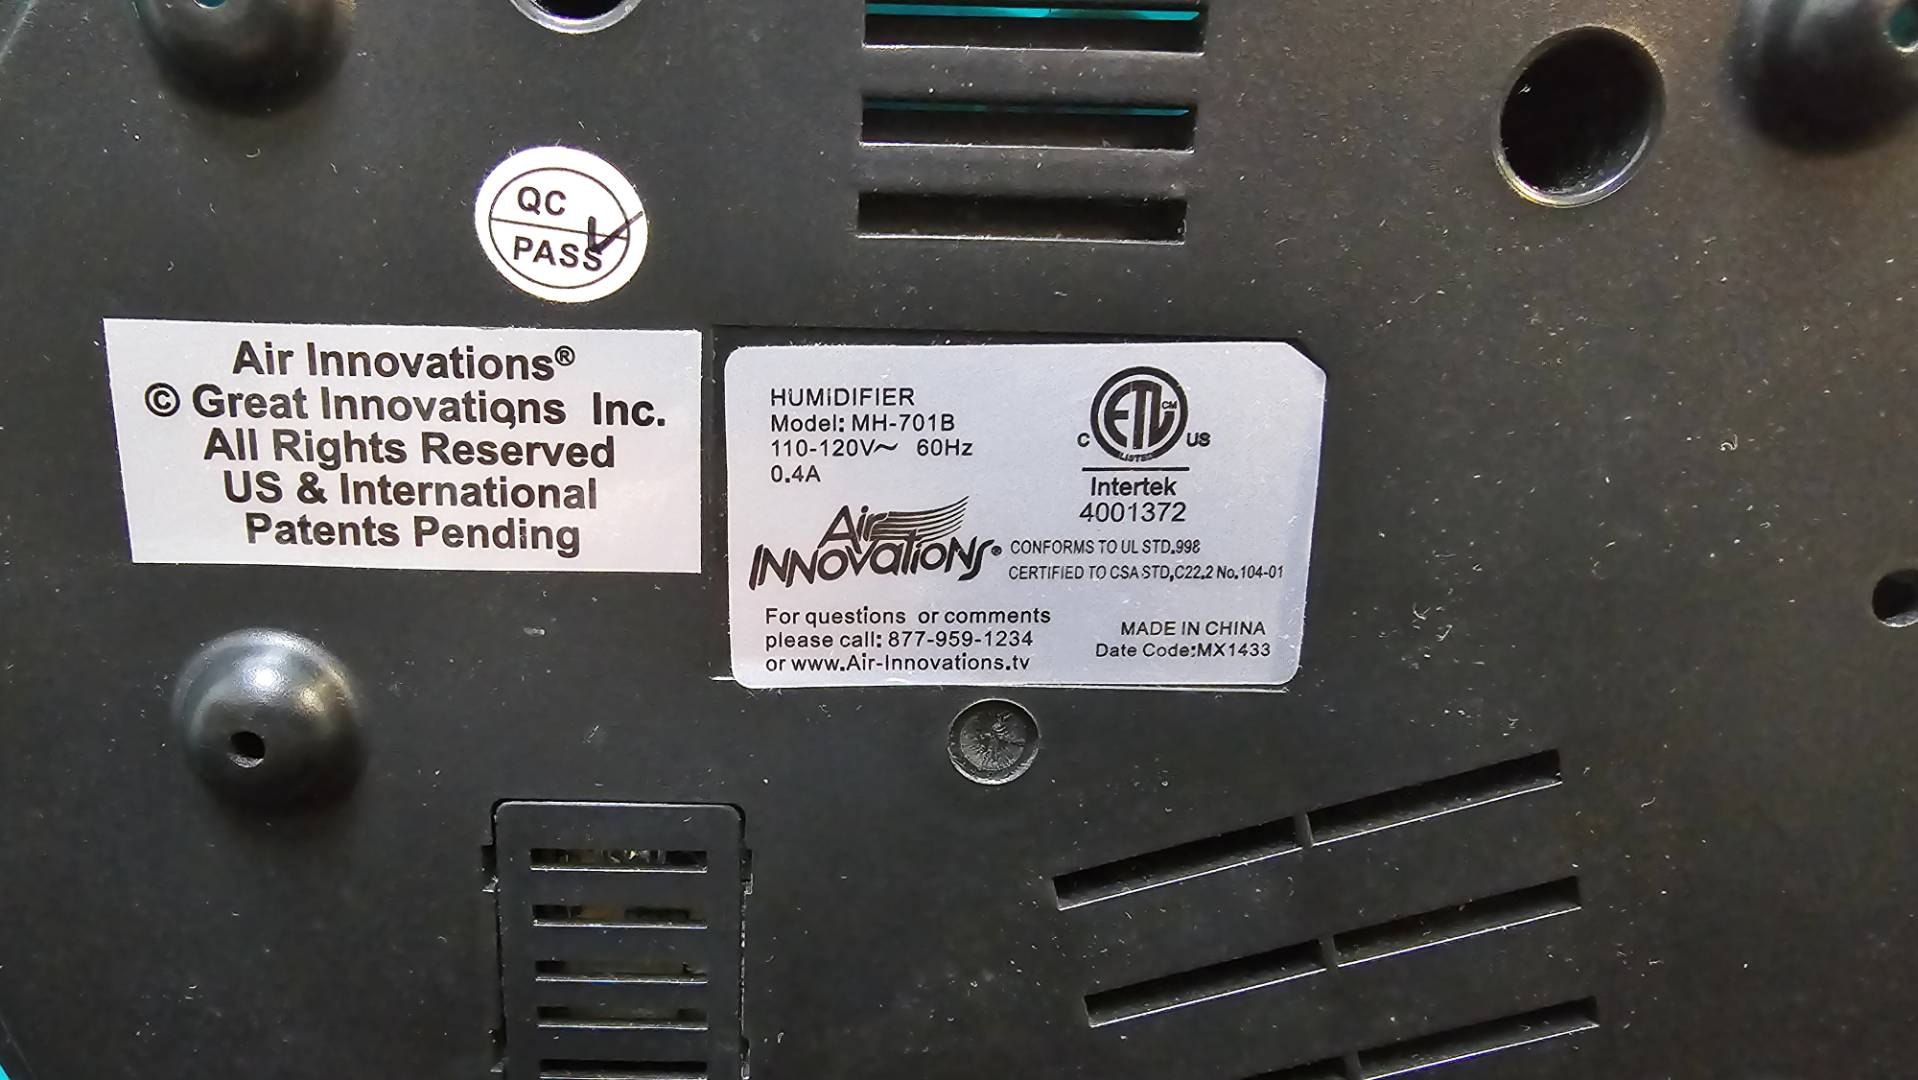 QC
PASS
Air Innovations®
© Great Innovations Inc.
All Rights Reserved
US & International
Patents Pending
HUMiDIFIER
Model: MH-701B
110-120V~ 60Hz
0.4A
C ETL CM US
LISTED
Intertek
4001372
Air
INNOVATIONS®
CONFORMS TO UL STD.998
CERTIFIED TO CSA STD,C22.2 No.104-01
For questions or comments
please call: 877-959-1234
or www.Air-Innovations.tv
MADE IN CHINA
Date Code:MX1433